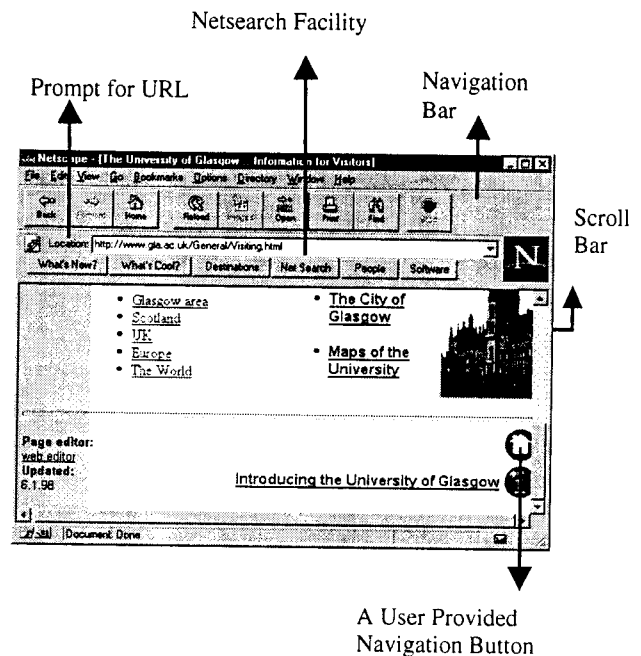 Netsearch Facility
Prompt for URL
Navigation
Bar
Netscape - [The University of Glasgow Information for Visitors]
File Edit View Go Bookmarks Options Directory Window Help
Back Forward Home Reload Images Open Print Find Stop
Location: http://www.gla.ac.uk/General/Visiting.html
N
What's New? What's Cool? Destinations Net Search People Software
Scroll
Bar
• Glasgow area
• Scotland
• UK
• Europe
• The World
• The City of
Glasgow
• Maps of the
University
Page editor:
web editor
Updated:
6.1.98
Introducing the University of Glasgow
Document: Done
A User Provided
Navigation Button